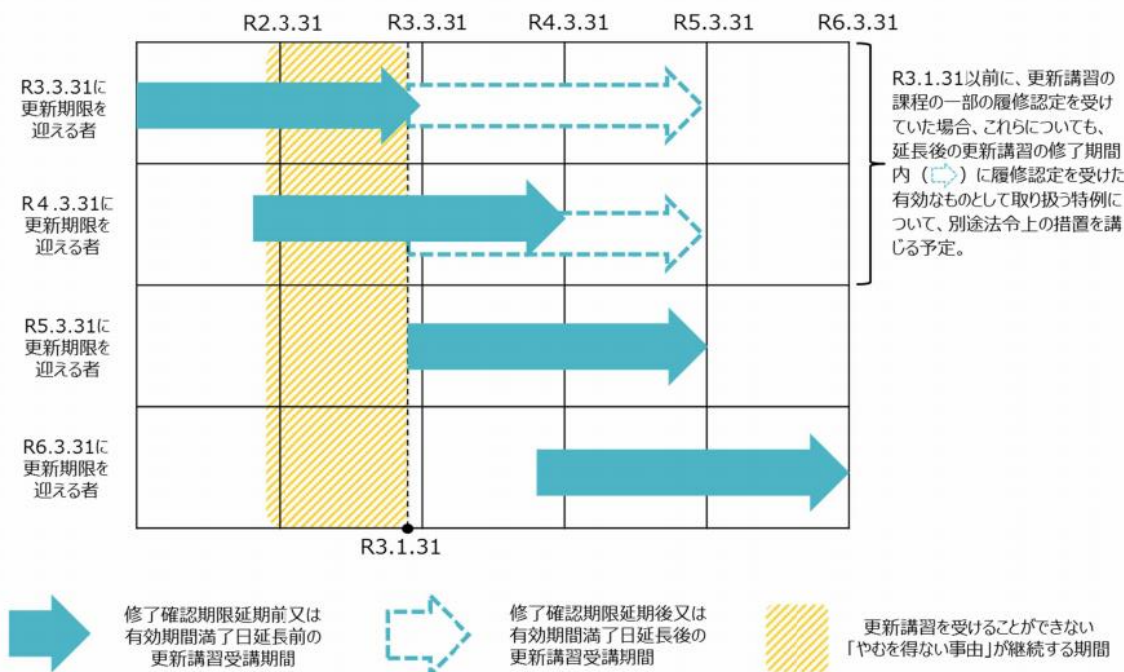 R2.3.31
R3.3.31
R4.3.31
R5.3.31
R6.3.31
R3.3.31に
更新期限を
迎える者
R4.3.31に
更新期限を
迎える者
R5.3.31に
更新期限を
迎える者
R6.3.31に
更新期限を
迎える者
R3.1.31以前に、更新講習の
課程の一部の履修認定を受け
ていた場合、これらについても、
延長後の更新講習の修了期間
内（ ）に履修認定を受けた
有効なものとして取り扱う特例に
ついて、別途法令上の措置を講
じる予定。
R3.1.31
修了確認期限延期前又は
有効期間満了日延長前の
更新講習受講期間
修了確認期限延期後又は
有効期間満了日延長後の
更新講習受講期間
更新講習を受けることができない
「やむを得ない事由」が継続する期間